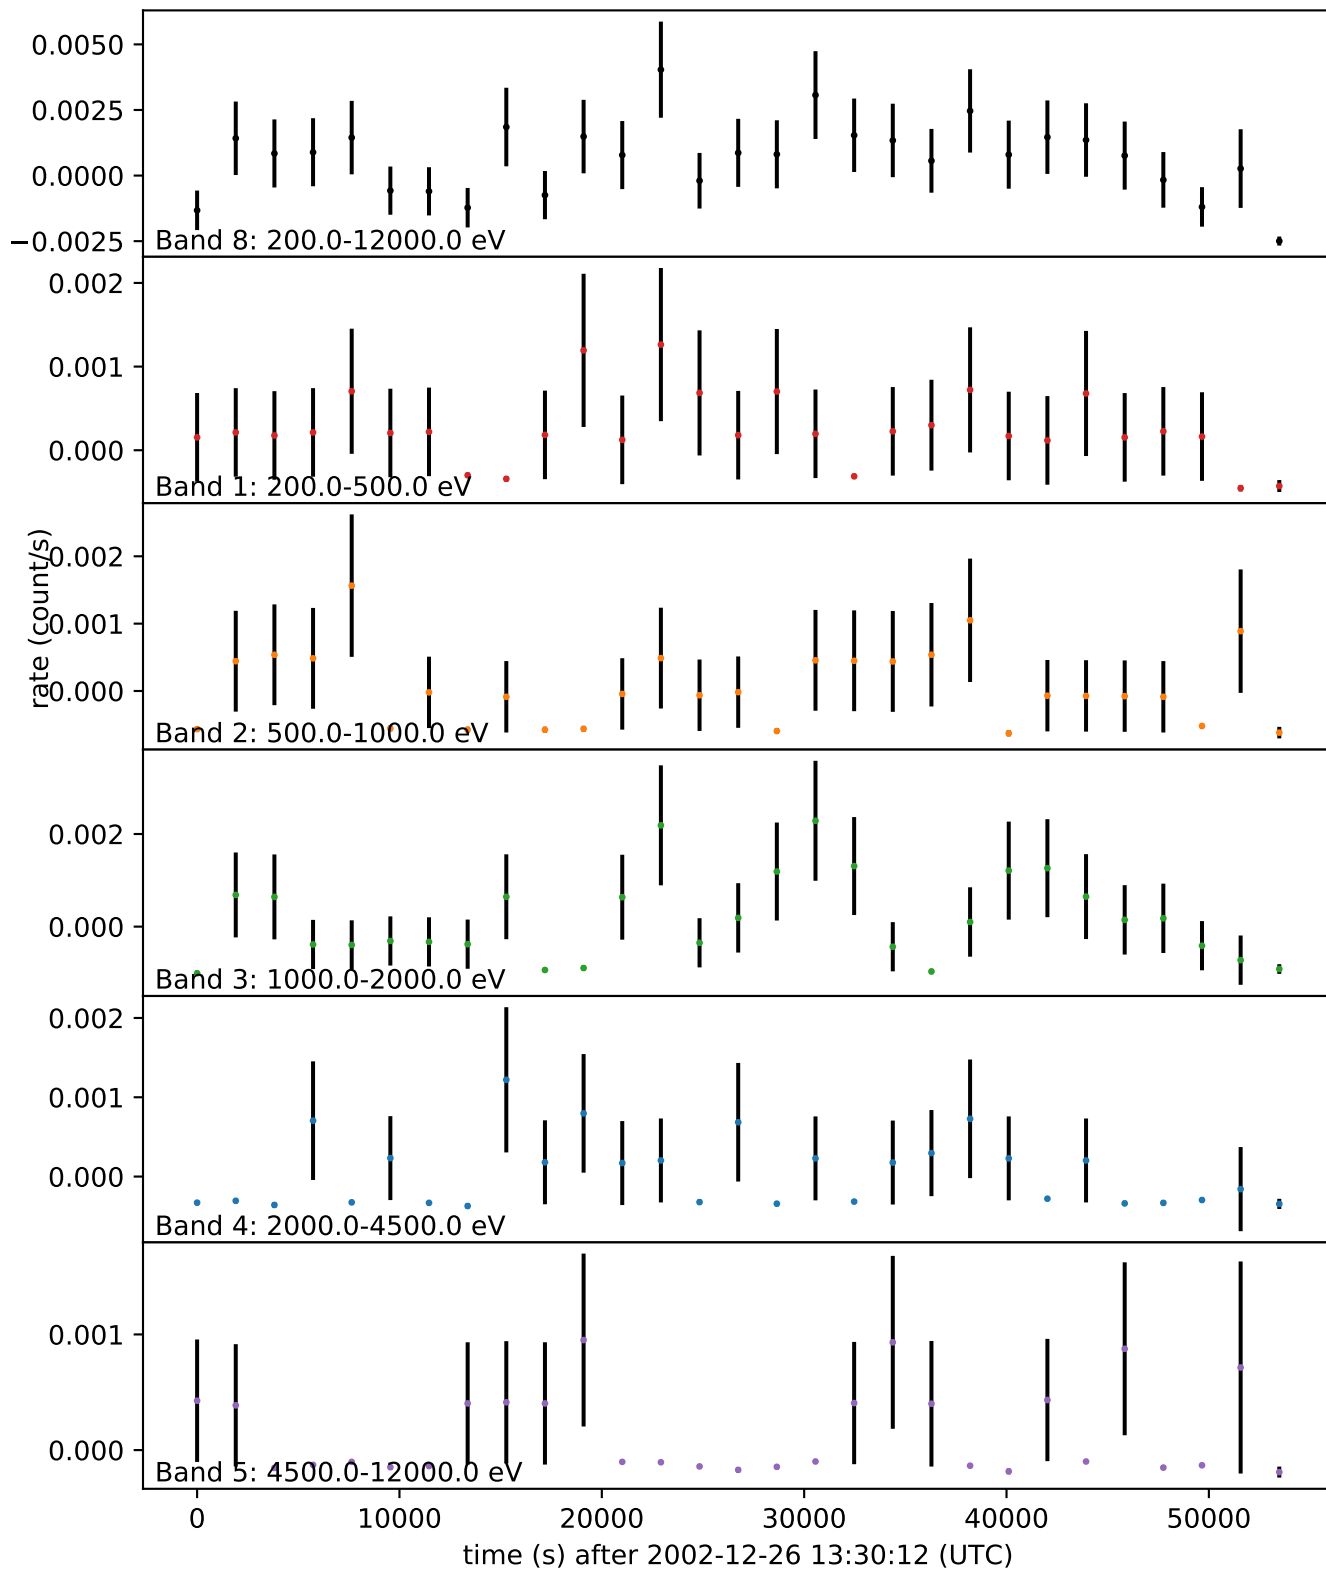 0.0050
0.0025
0.0000
−0.0025
Band 8: 200.0-12000.0 eV
0.002
0.001
0.000
Band 1: 200.0-500.0 eV
rate (count/s)
0.002
0.001
0.000
Band 2: 500.0-1000.0 eV
0.002
0.000
Band 3: 1000.0-2000.0 eV
0.002
0.001
0.000
Band 4: 2000.0-4500.0 eV
0.001
0.000
Band 5: 4500.0-12000.0 eV
0 10000 20000 30000 40000 50000
time (s) after 2002-12-26 13:30:12 (UTC)